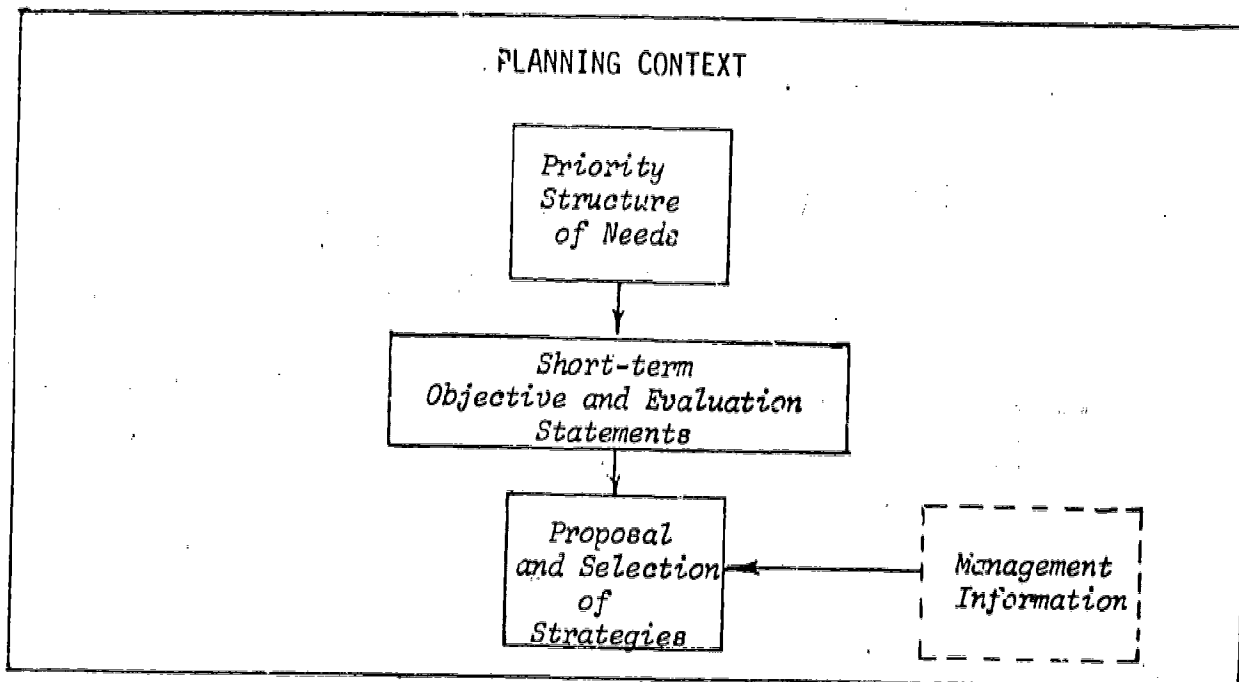 PLANNING CONTEXT
Priority
Structure
of Needs
Short-term
Objective and Evaluation
Statements
Proposal
and Selection
of
Strategies
Management
Information